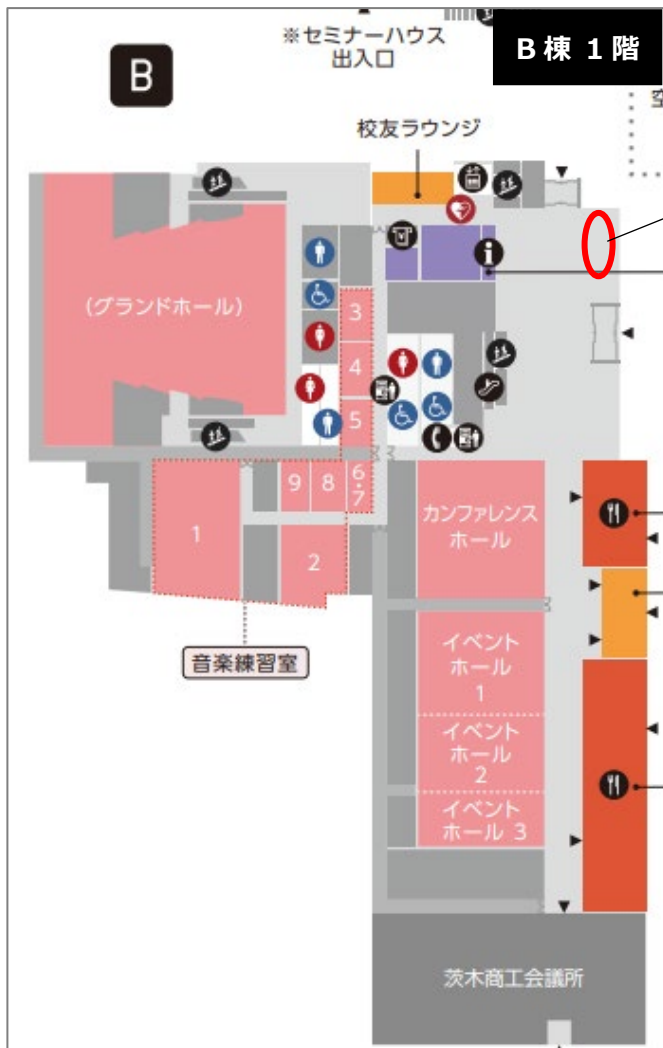 ※セミナーハウス
出入口
B棟 1階
B
校友ラウンジ
(グランドホール)
3
4
5
6・7
8
9
1
2
音楽練習室
カンファレンス
ホール
イベント
ホール
1
イベント
ホール
2
イベント
ホール 3
茨木商工会議所